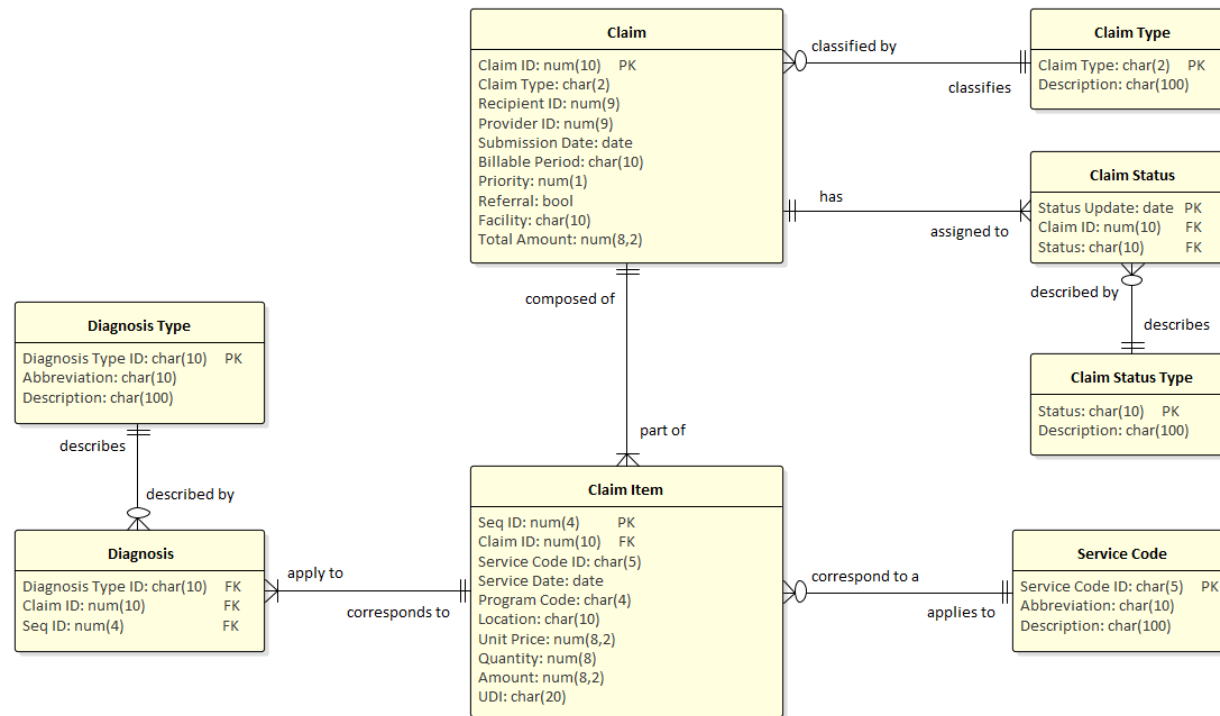 Claim
Claim ID: num(10) PK
Claim Type: char(2)
Recipient ID: num(9)
Provider ID: num(9)
Submission Date: date
Billable Period: char(10)
Priority: num(1)
Referral: bool
Facility: char(10)
Total Amount: num(8,2)
classified by
classifies
Claim Type
Claim Type: char(2) PK
Description: char(100)
has
assigned to
Claim Status
Status Update: date PK
Claim ID: num(10) FK
Status: char(10) FK
described by
describes
Claim Status Type
Status: char(10) PK
Description: char(100)
composed of
part of
Diagnosis Type
Diagnosis Type ID: char(10) PK
Abbreviation: char(10)
Description: char(100)
describes
described by
Diagnosis
Diagnosis Type ID: char(10) FK
Claim ID: num(10) FK
Seq ID: num(4) FK
apply to
corresponds to
Claim Item
Seq ID: num(4) PK
Claim ID: num(10) FK
Service Code ID: char(5)
Service Date: date
Program Code: char(4)
Location: char(10)
Unit Price: num(8,2)
Quantity: num(8)
Amount: num(8,2)
UDI: char(20)
correspond to a
applies to
Service Code
Service Code ID: char(5) PK
Abbreviation: char(10)
Description: char(100)